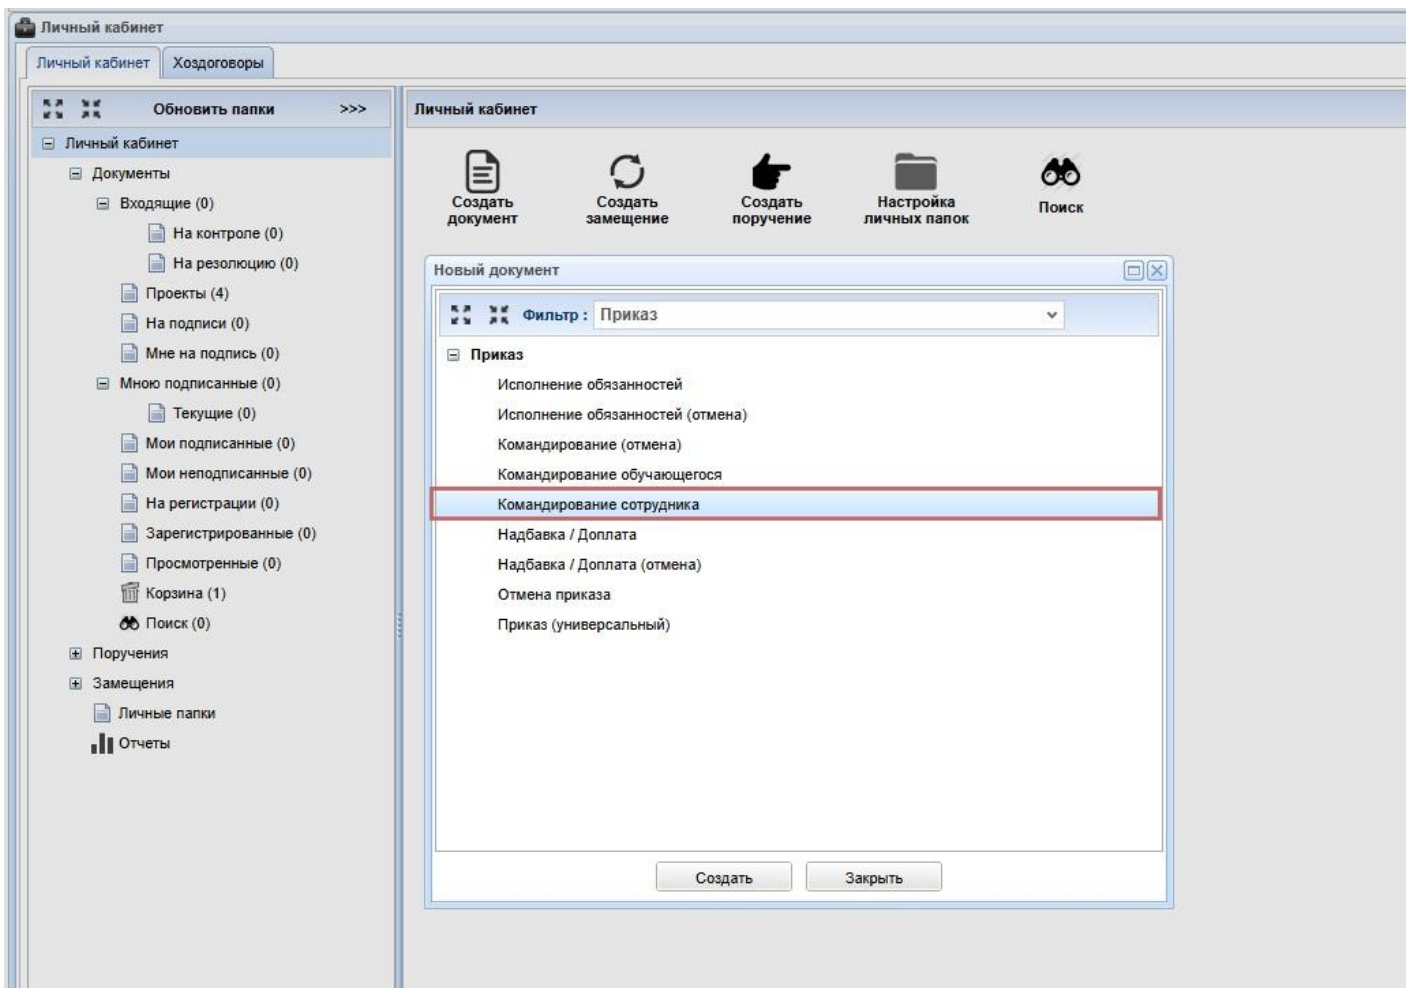 Личный кабинет
Личный кабинет
Хоздоговоры
Обновить папки
>>>
Личный кабинет
Документы
Входящие (0)
На контроле (0)
На резолюцию (0)
Проекты (4)
На подписи (0)
Мне на подпись (0)
Мною подписанные (0)
Текущие (0)
Мои подписанные (0)
Мои неподписанные (0)
На регистрации (0)
Зарегистрированные (0)
Просмотренные (0)
Корзина (1)
Поиск (0)
Поручения
Замещения
Личные папки
Отчеты
Личный кабинет
Создать
документ
Создать
замещение
Создать
поручение
Настройка
личных папок
Поиск
Новый документ
Фильтр : Приказ
Приказ
Исполнение обязанностей
Исполнение обязанностей (отмена)
Командирование (отмена)
Командирование обучающегося
Командирование сотрудника
Надбавка / Доплата
Надбавка / Доплата (отмена)
Отмена приказа
Приказ (универсальный)
Создать
Закрыть